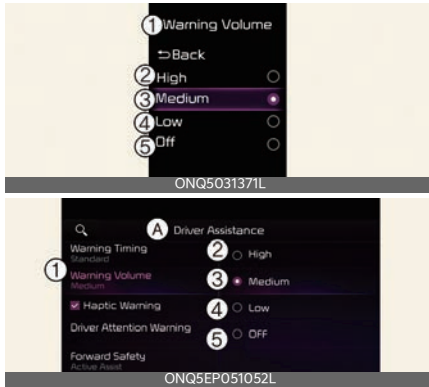 ① Warning Volume
⮌Back
② High
③ Medium
④ Low
⑤ Off
ONQ5031371L
Ⓐ Driver Assistance
Warning Timing
Standard
② High
① Warning Volume
Medium
③ Medium
Haptic Warning
④ Low
Driver Attention Warning
⑤ OFF
Forward Safety
Active Assist
ONQ5EP051052L